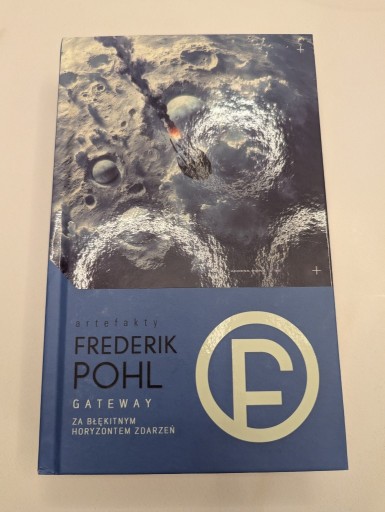 artefakty
FREDERIK
POHL
GATEWAY
ZA BŁĘKITNYM
HORYZONTEM ZDARZEŃ
F